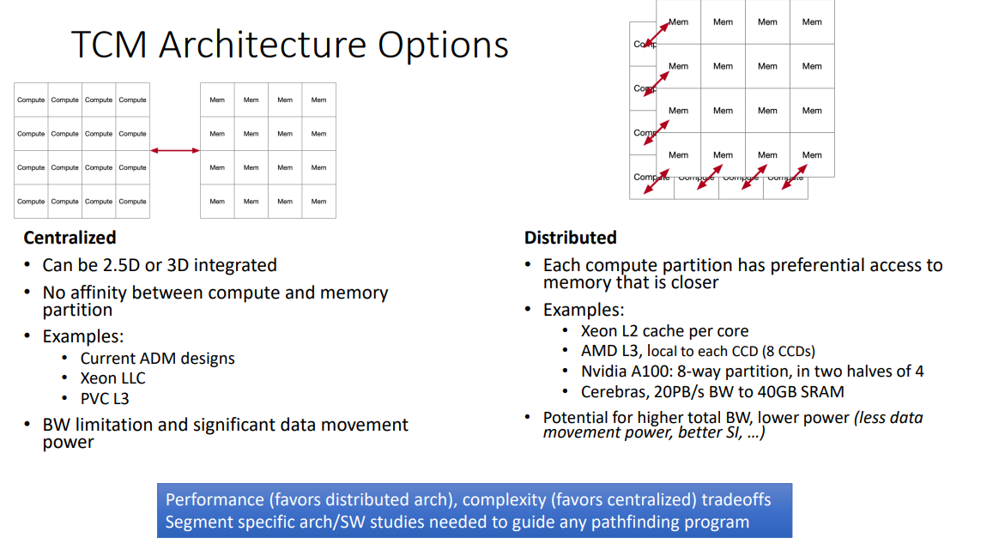 TCM Architecture Options
Compute Compute Compute Compute
Compute Compute Compute Compute
Compute Compute Compute Compute
Compute Compute Compute Compute
Mem Mem Mem Mem
Mem Mem Mem Mem
Mem Mem Mem Mem
Mem Mem Mem Mem
Mem Mem Mem Mem
Mem Mem Mem Mem
Mem Mem Mem Mem
Mem Mem Mem Mem
Compute Compute Compute Compute
Centralized
• Can be 2.5D or 3D integrated
• No affinity between compute and memory
partition
• Examples:
• Current ADM designs
• Xeon LLC
• PVC L3
• BW limitation and significant data movement
power
Distributed
• Each compute partition has preferential access to
memory that is closer
• Examples:
• Xeon L2 cache per core
• AMD L3, local to each CCD (8 CCDs)
• Nvidia A100: 8-way partition, in two halves of 4
• Cerebras, 20PB/s BW to 40GB SRAM
• Potential for higher total BW, lower power (less data
movement power, better SI, ...)
Performance (favors distributed arch), complexity (favors centralized) tradeoffs
Segment specific arch/SW studies needed to guide any pathfinding program